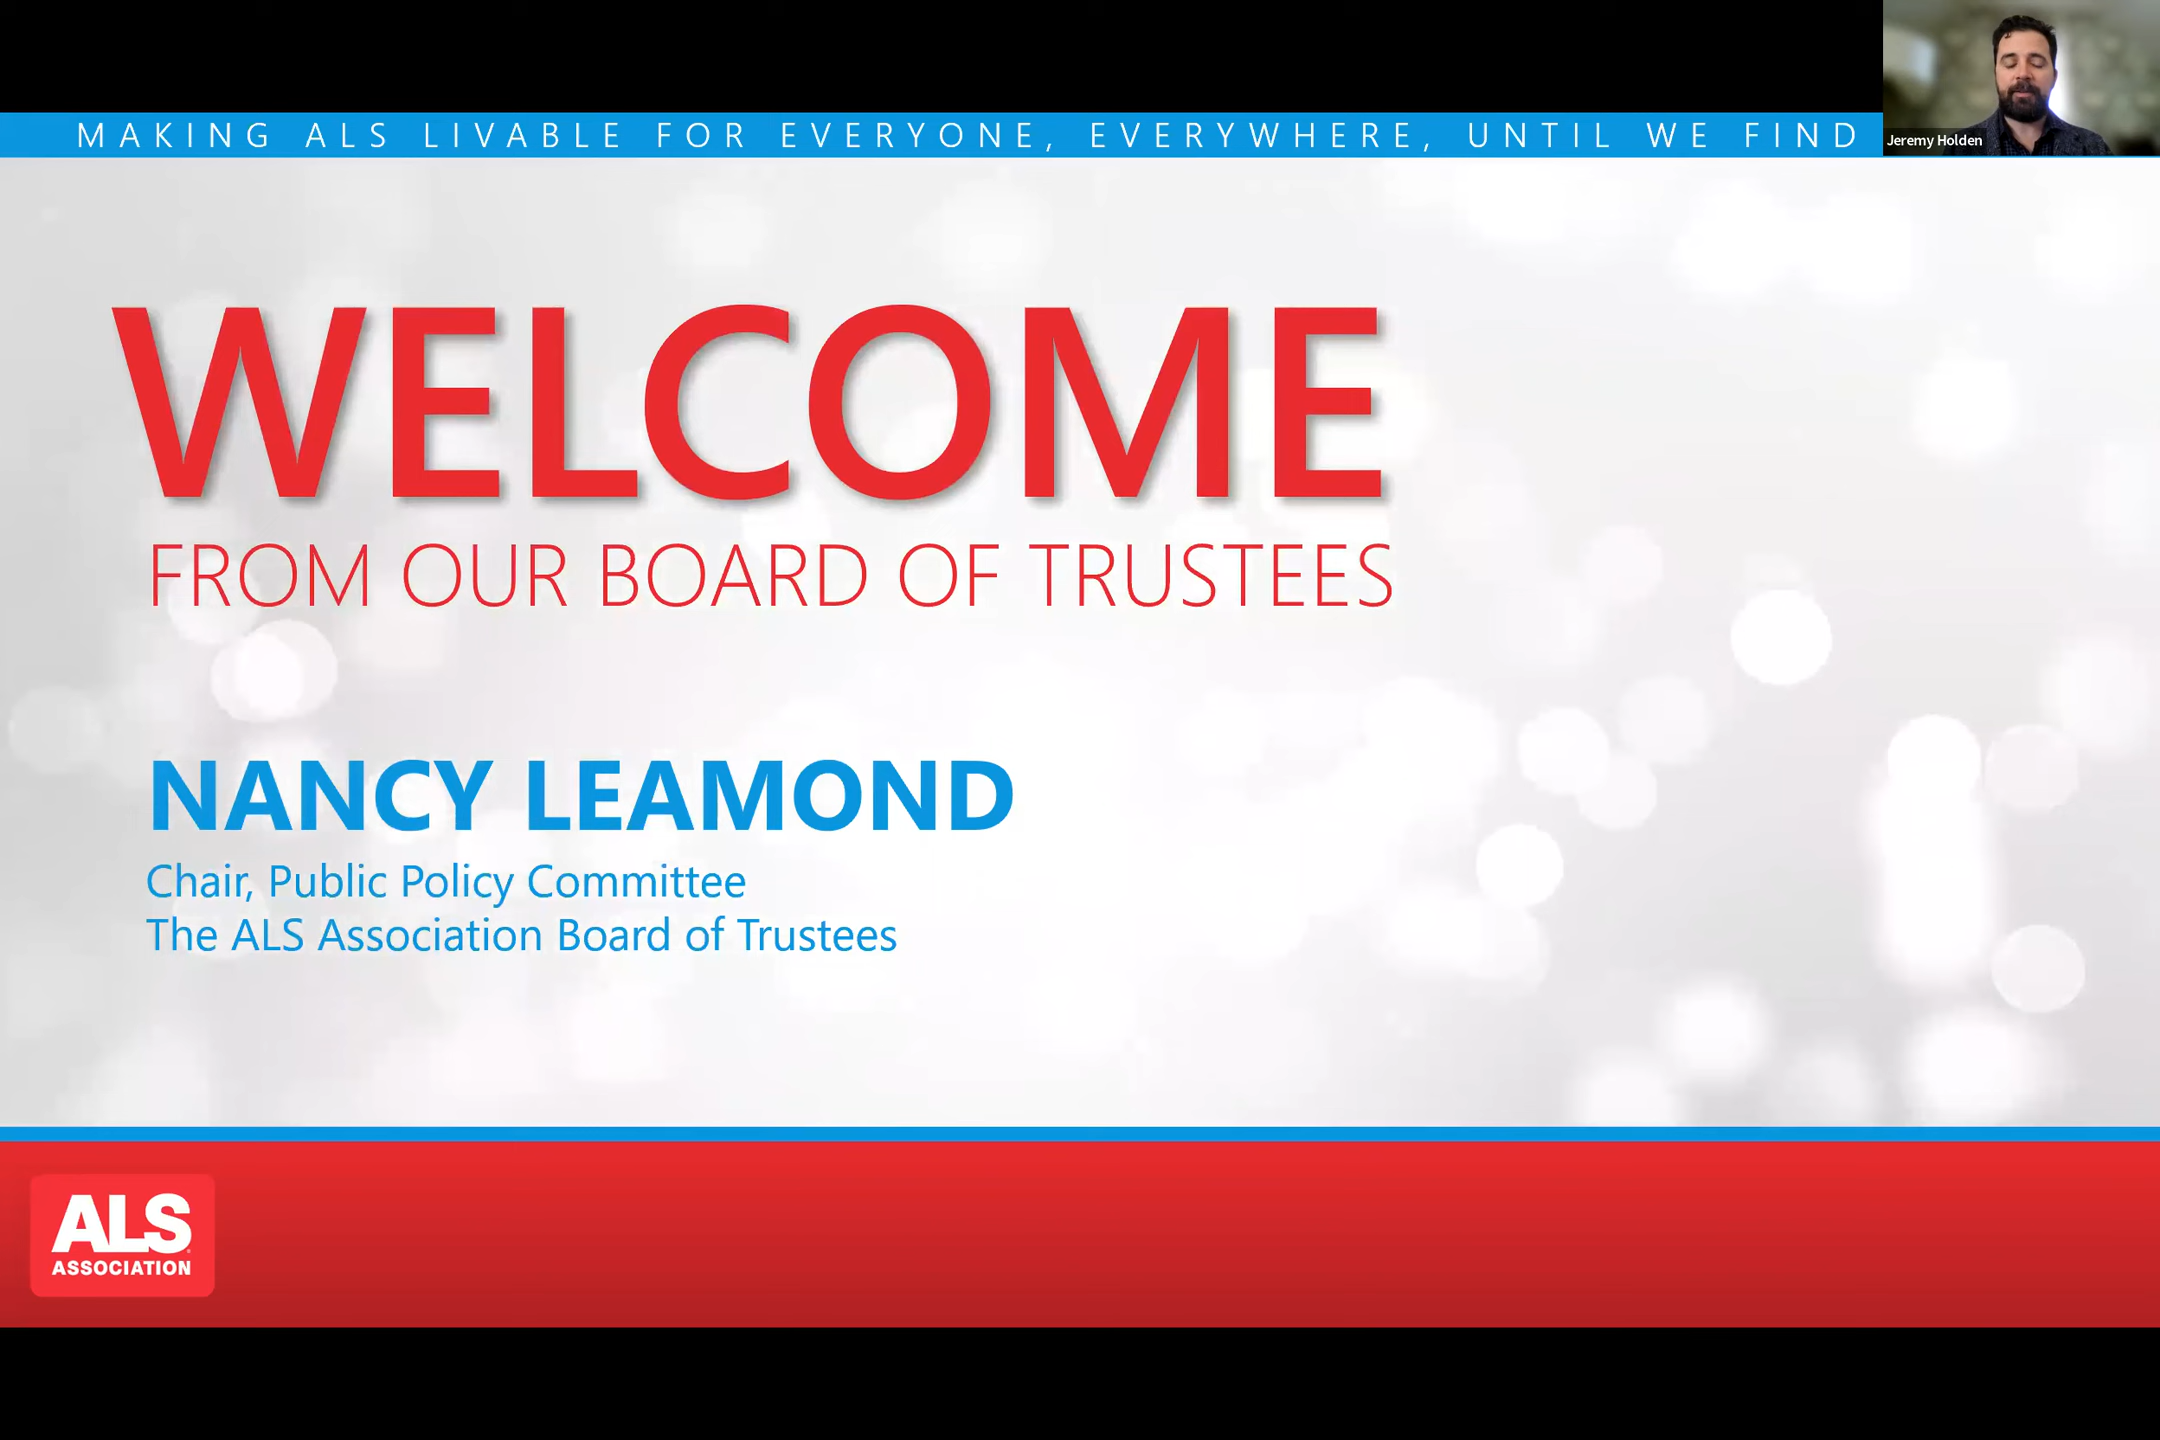 MAKING ALS LIVABLE FOR EVERYONE, EVERYWHERE, UNTIL WE FIND
Jeremy Holden
WELCOME
FROM OUR BOARD OF TRUSTEES
NANCY LEAMOND
Chair, Public Policy Committee
The ALS Association Board of Trustees
ALS
ASSOCIATION